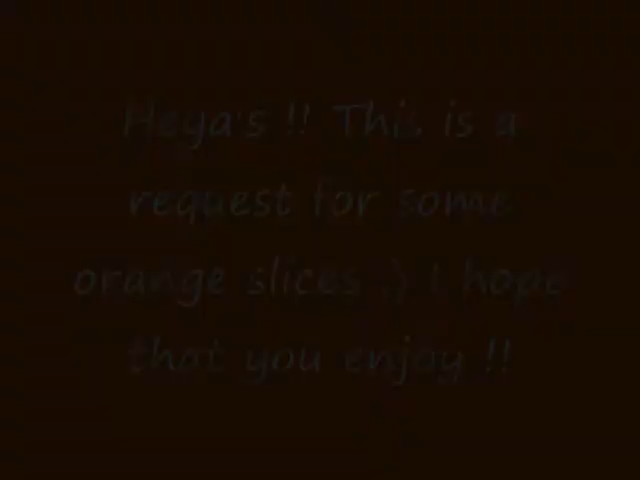 Heya's !! This is a
request for some
orange slices :) I hope
that you enjoy !!